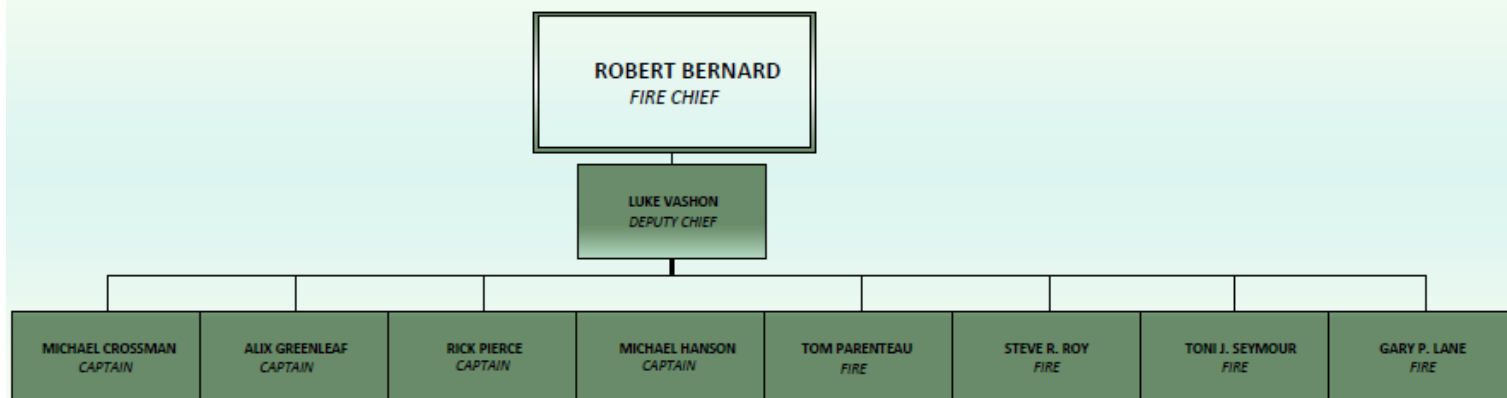 ROBERT BERNARD
FIRE CHIEF
LUKE VASHON
DEPUTY CHIEF
MICHAEL CROSSMAN
CAPTAIN
ALIX GREENLEAF
CAPTAIN
RICK PIERCE
CAPTAIN
MICHAEL HANSON
CAPTAIN
TOM PARENTEAU
FIRE
STEVE R. ROY
FIRE
TONI J. SEYMOUR
FIRE
GARY P. LANE
FIRE